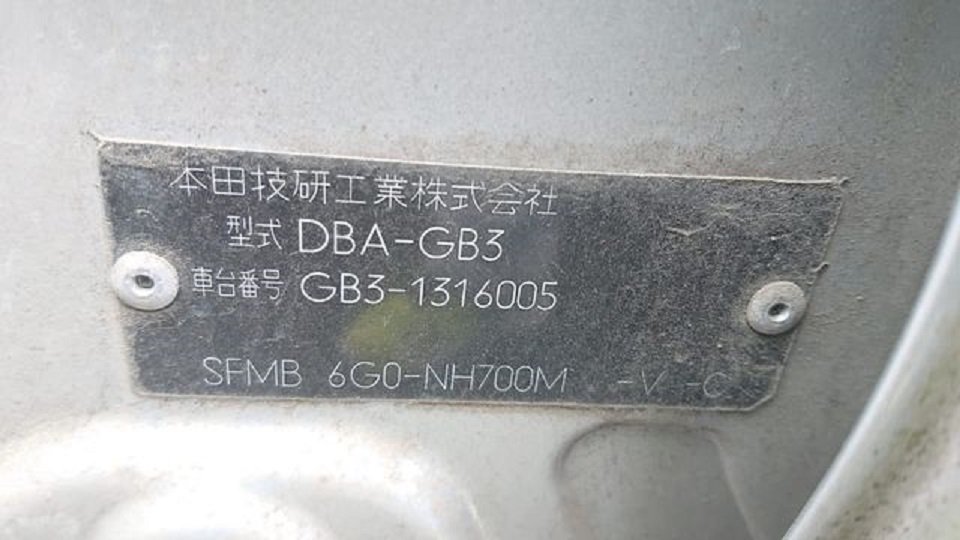 本田技研工業株式会社
型式 DBA-GB3
車台番号 GB3-1316005
SFMB 6G0-NH700M -V -C